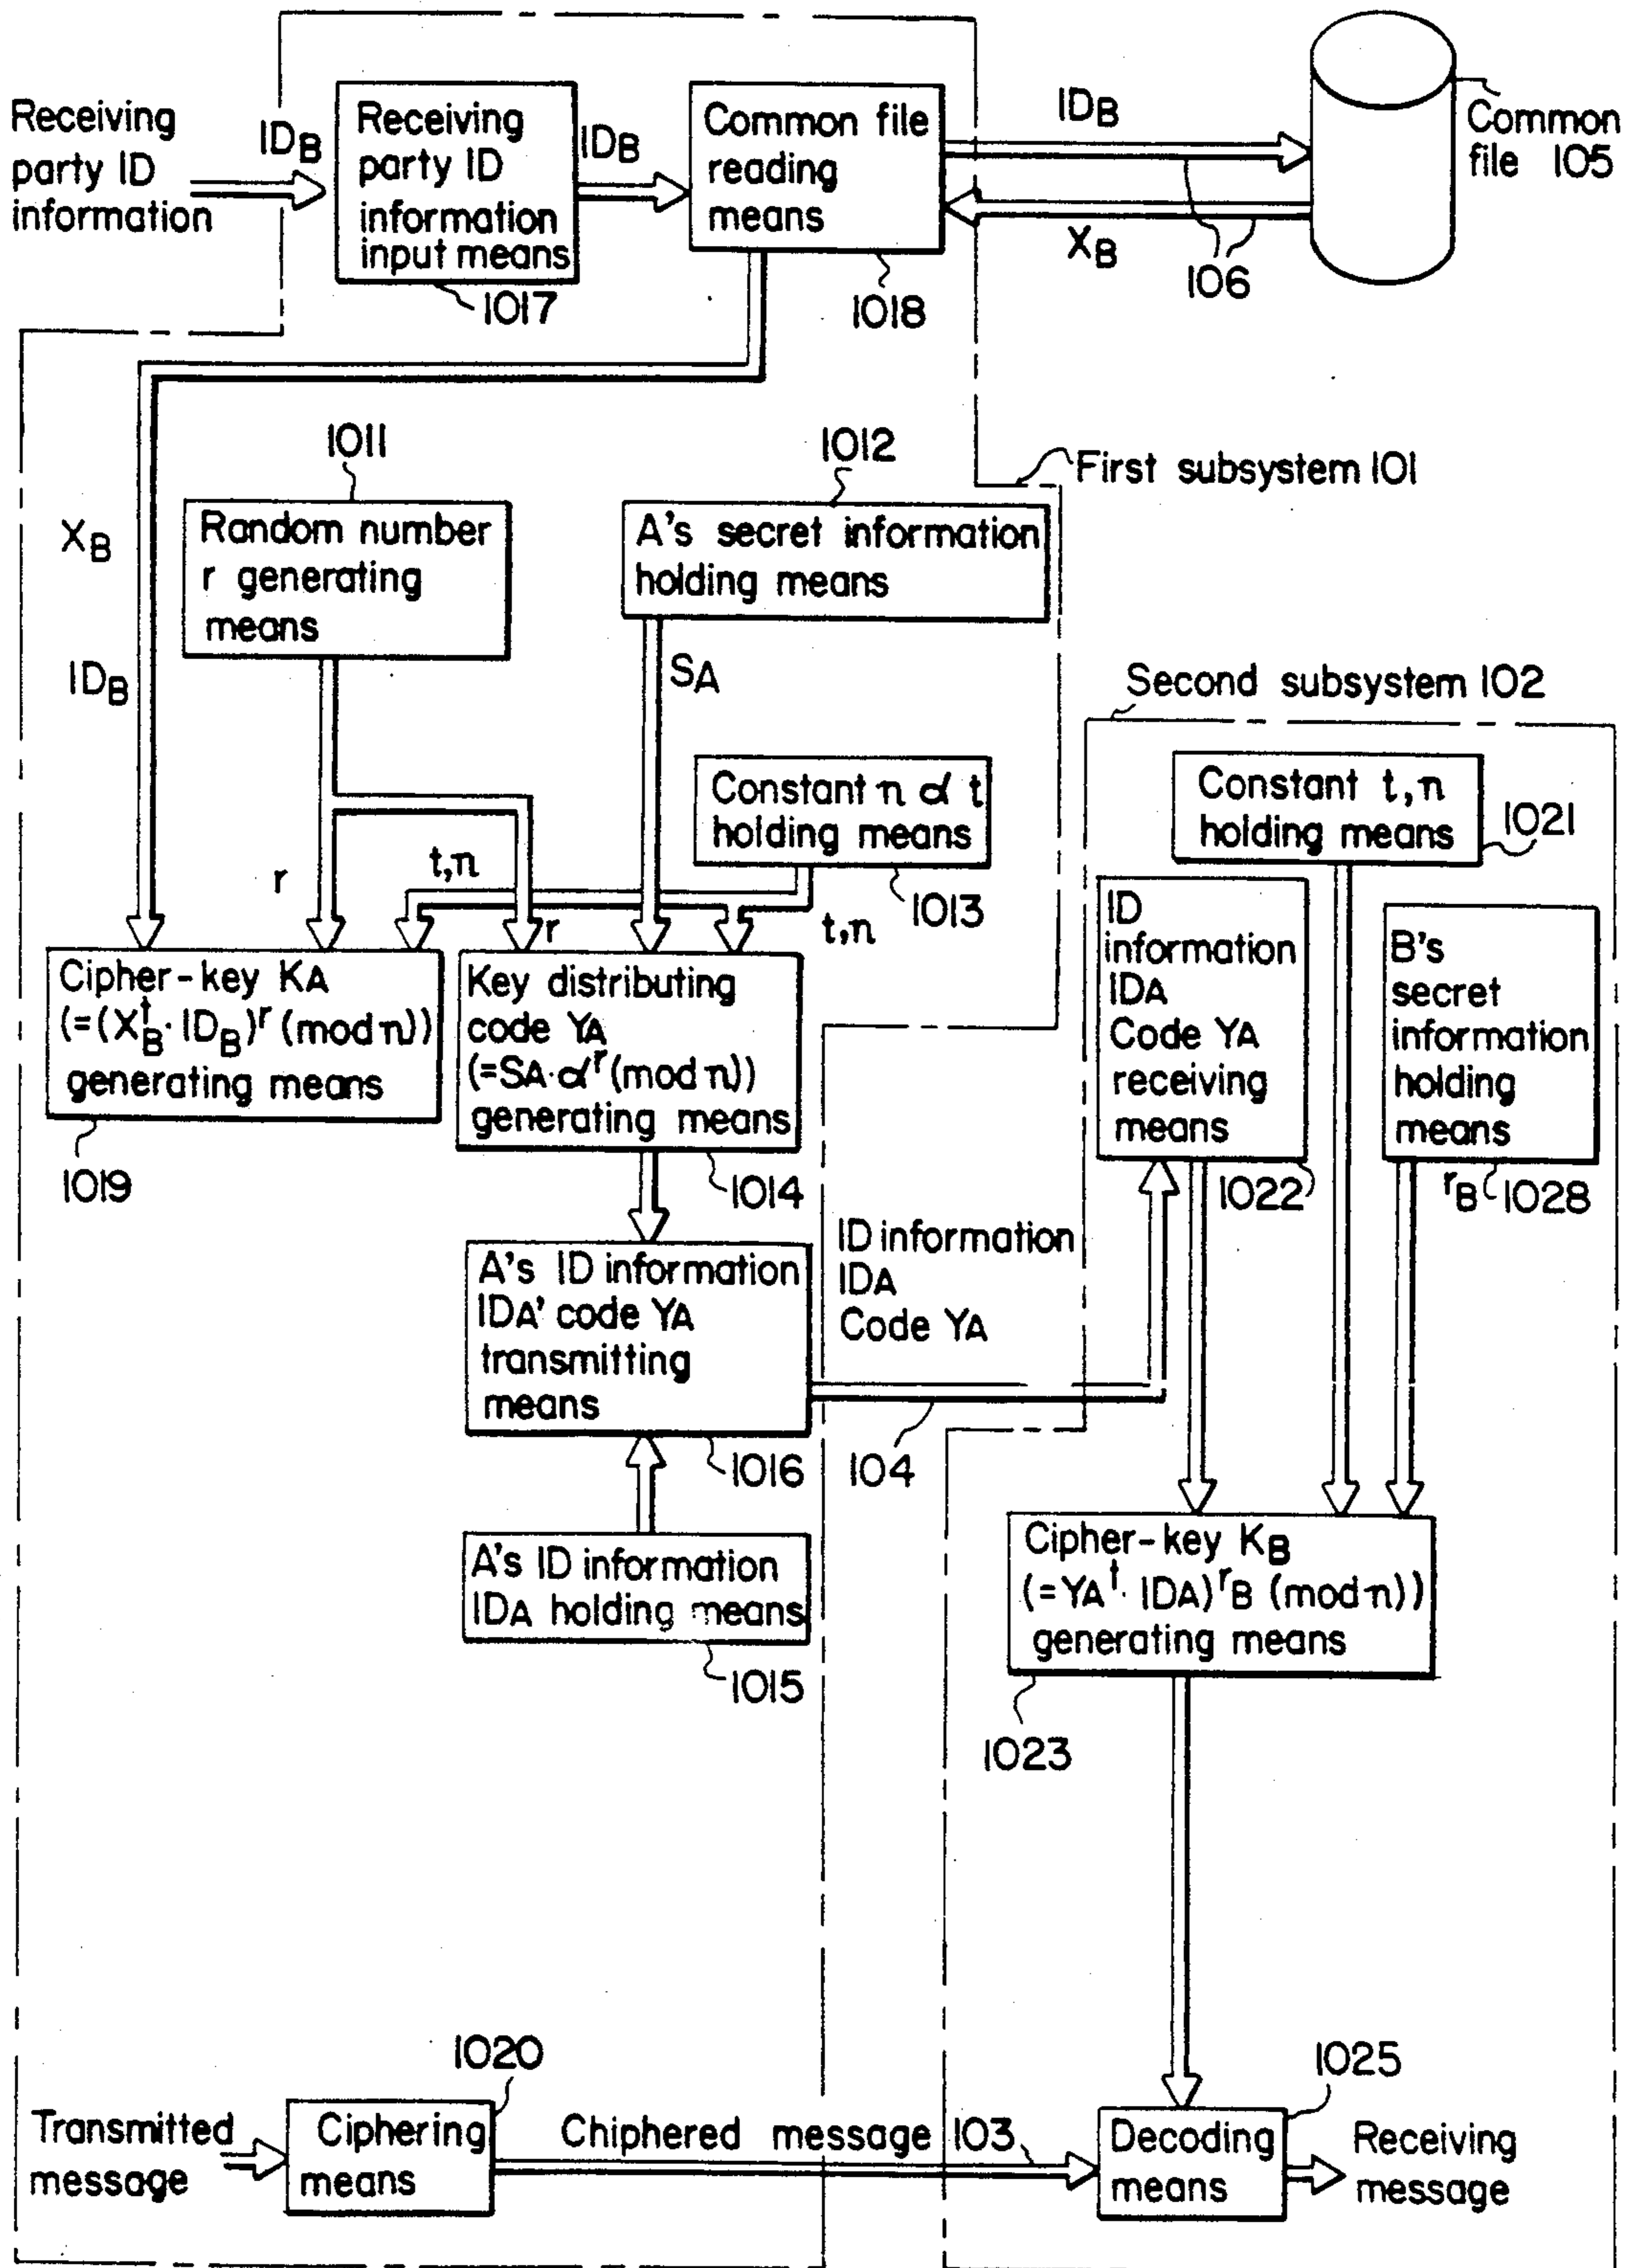 Receiving
party ID
information
IDB
Receiving
party ID
information
input means
1017
IDB
Common file
reading
means
1018
IDB
XB
106
Common
file 105
First subsystem 101
XB
IDB
1011
Random number
r generating
means
1012
A's secret information
holding means
SA
Constant n α t
holding means
1013
r
t,n
r
t,n
Cipher-key KA
(=(X^t_B·IDB)^r (mod n))
generating means
1019
Key distributing
code YA
(=SA·α^r (mod n))
generating means
1014
A's ID information
IDA' code YA
transmitting
means
1016
A's ID information
IDA holding means
1015
ID information
IDA
Code YA
104
Second subsystem 102
Constant t,n
holding means
1021
ID
information
IDA
Code YA
receiving
means
1022
B's
secret
information
holding
means
rB
1028
Cipher-key KB
(=YA^t·IDA)^rB (mod n))
generating means
1023
Transmitted
message
1020
Ciphering
means
Chiphered message 103
1025
Decoding
means
Receiving
message